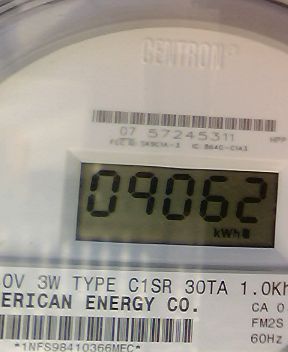 CENTRON®
07 57245311
09062
kWh
0V 3W TYPE C1SR 30TA 1.0Kh
ERICAN ENERGY CO.
CA 0
FM2S
60Hz
*1NFS98410366MEC*